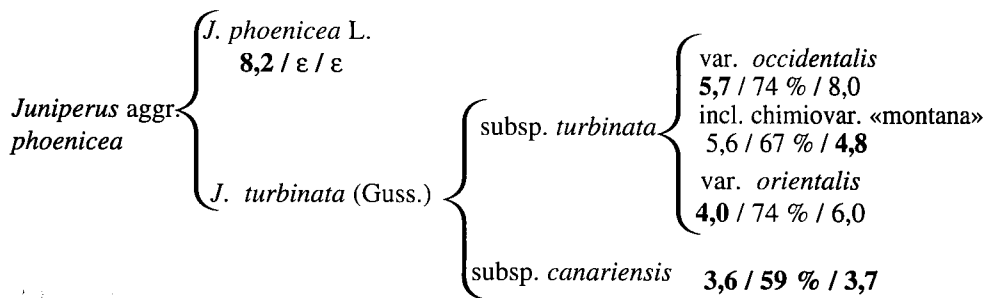 J. phoenicea L.
8,2 / ε / ε
Juniperus aggr.
phoenicea
J. turbinata (Guss.)
subsp. turbinata
var. occidentalis
5,7 / 74 % / 8,0
incl. chimiovar. «montana»
5,6 / 67 % / 4,8
var. orientalis
4,0 / 74 % / 6,0
subsp. canariensis 3,6 / 59 % / 3,7